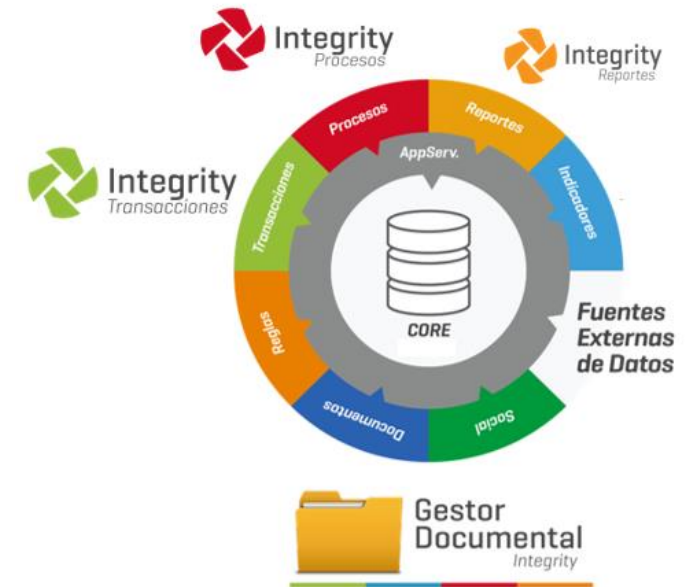 Integrity
Procesos
Integrity
Reportes
Integrity
Transacciones
Procesos
Reportes
AppServ.
Indicadores
Transacciones
CORE
Fuentes
Externas
de Datos
Reglas
Documentos
Social
Gestor
Documental
Integrity